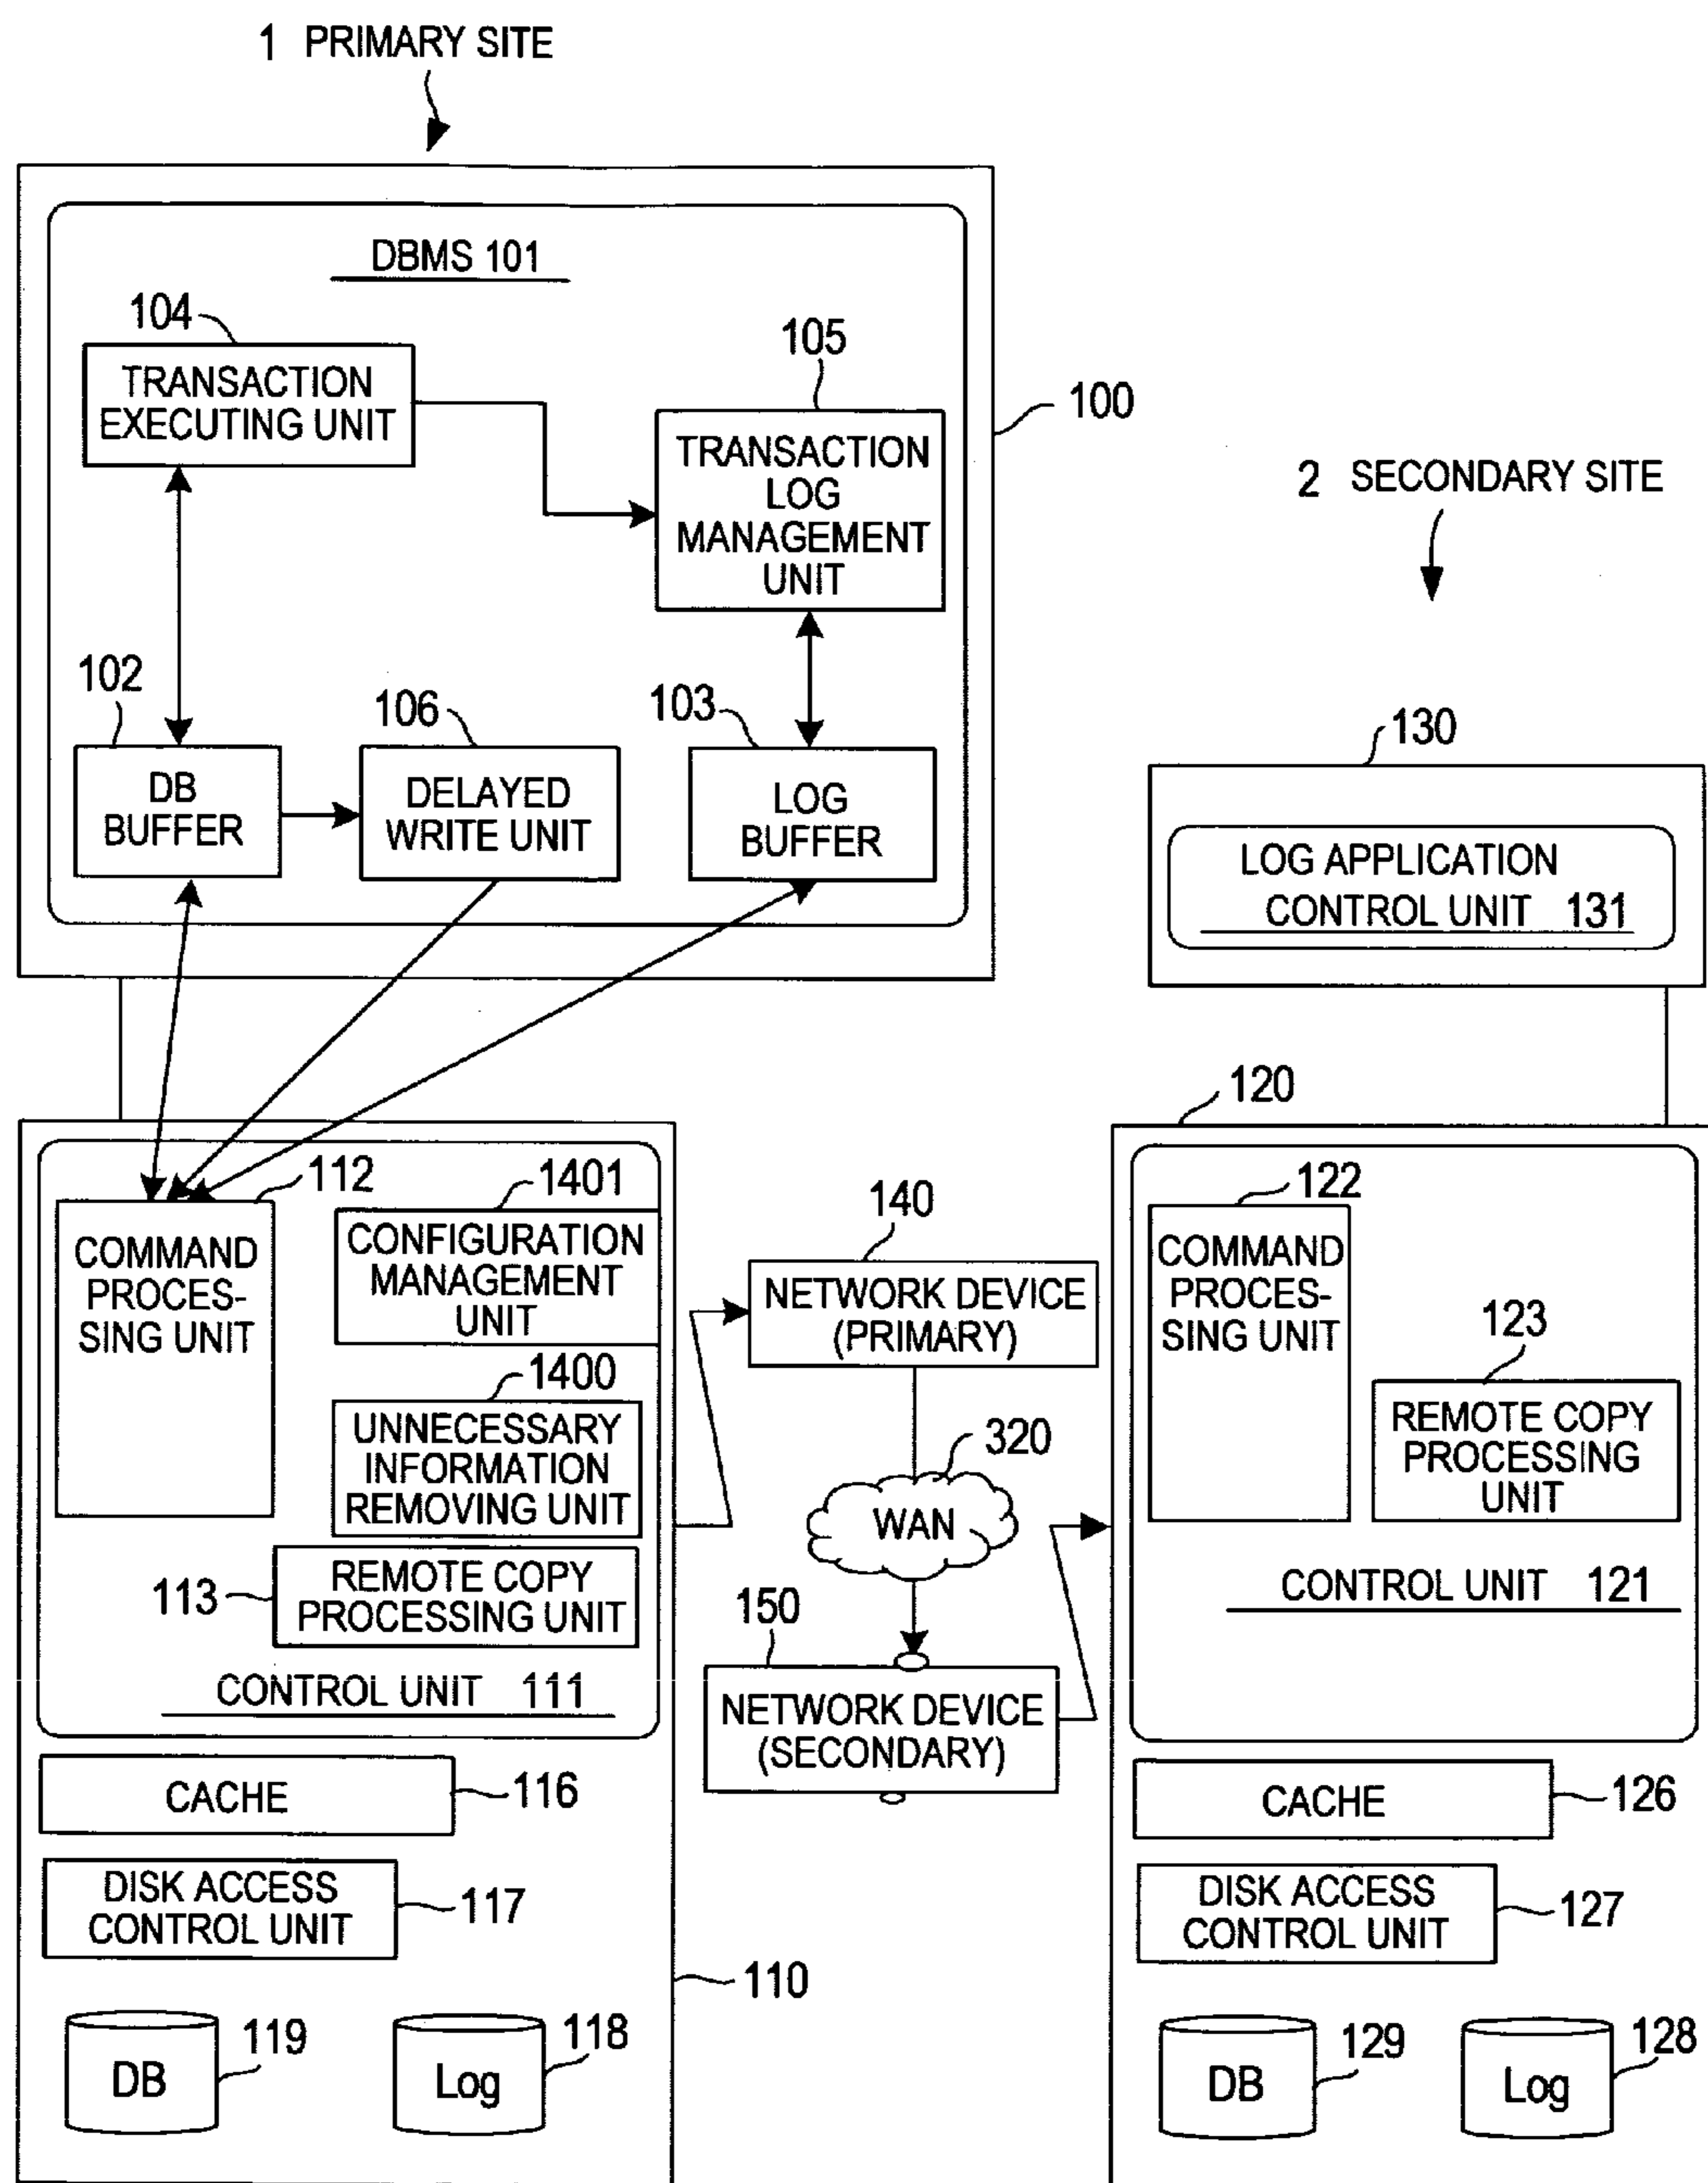 1 PRIMARY SITE
DBMS 101
104
TRANSACTION
EXECUTING UNIT
105
TRANSACTION
LOG
MANAGEMENT
UNIT
100
2 SECONDARY SITE
102
DB
BUFFER
106
DELAYED
WRITE UNIT
103
LOG
BUFFER
130
LOG APPLICATION
CONTROL UNIT 131
112
COMMAND
PROCES-
SING UNIT
1401
CONFIGURATION
MANAGEMENT
UNIT
1400
UNNECESSARY
INFORMATION
REMOVING UNIT
113
REMOTE COPY
PROCESSING UNIT
CONTROL UNIT 111
CACHE
116
DISK ACCESS
CONTROL UNIT
117
110
DB
119
Log
118
140
NETWORK DEVICE
(PRIMARY)
320
WAN
150
NETWORK DEVICE
(SECONDARY)
120
122
COMMAND
PROCES-
SING UNIT
123
REMOTE COPY
PROCESSING
UNIT
CONTROL UNIT 121
CACHE
126
DISK ACCESS
CONTROL UNIT
127
DB
129
Log
128